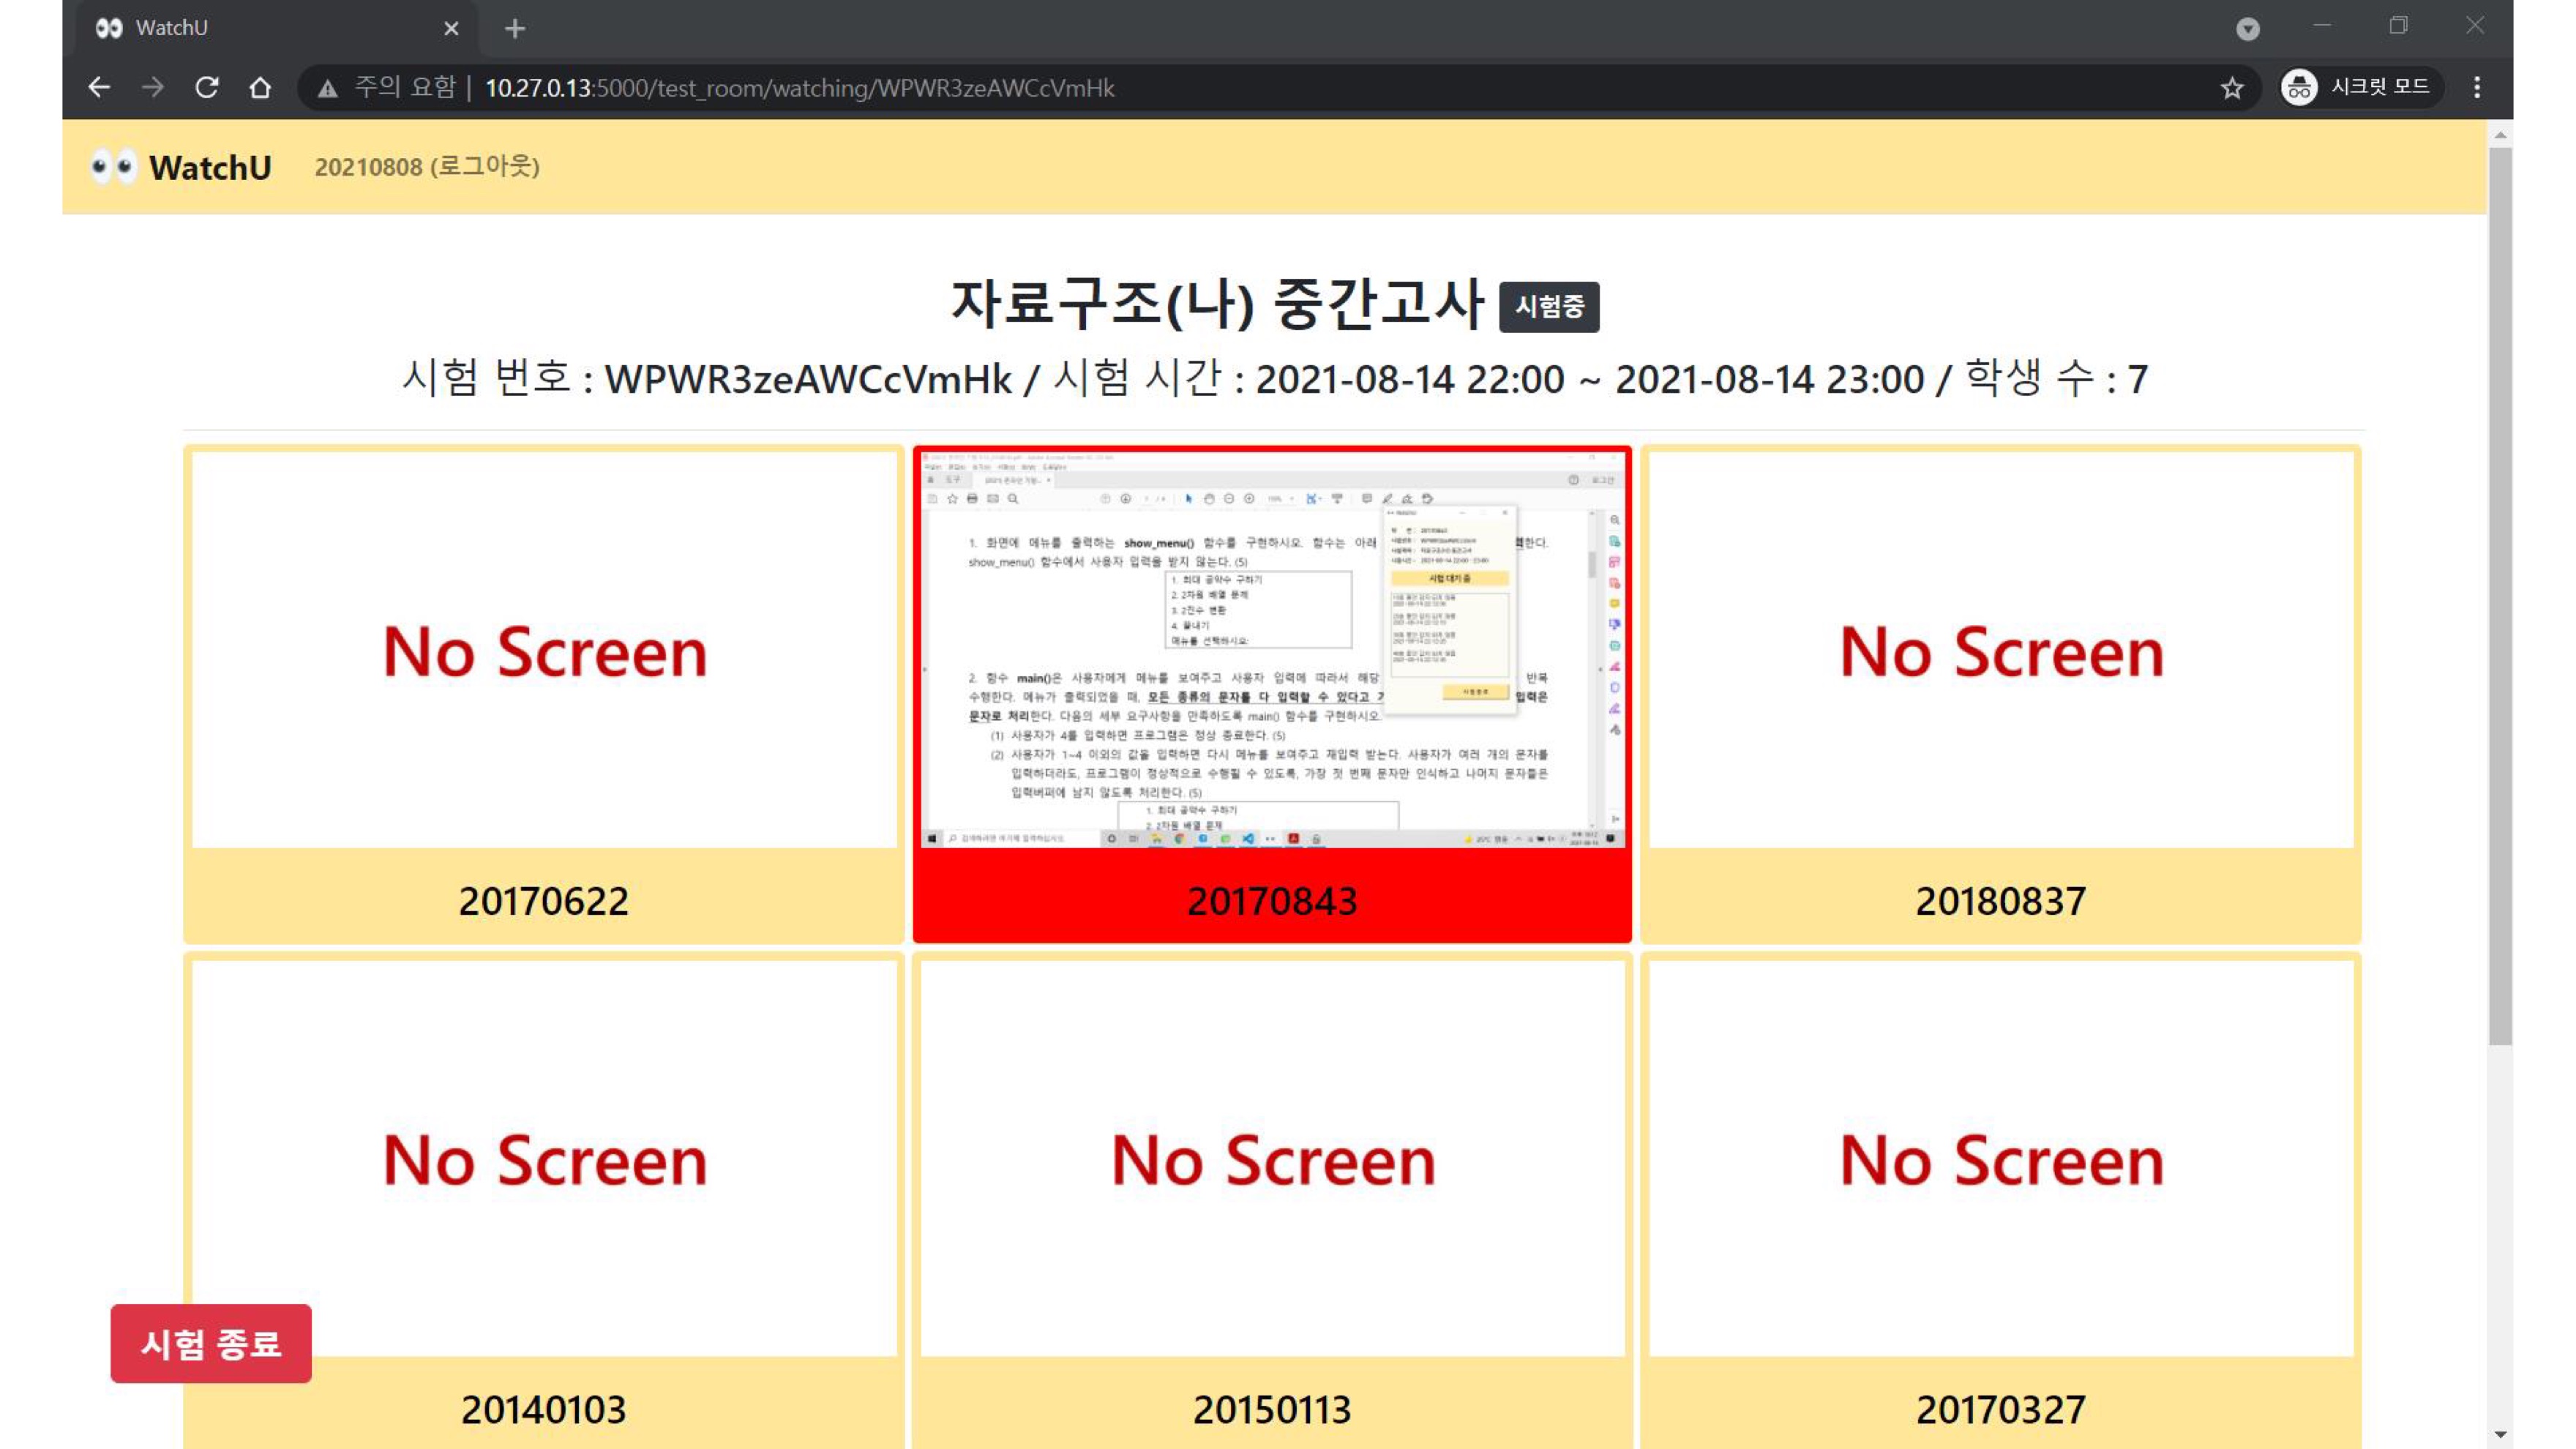 WatchU
주의 요함 | 10.27.0.13:5000/test_room/watching/WPWR3zeAWCcVmHk
시크릿 모드
WatchU 20210808 (로그아웃)
자료구조(나) 중간고사 시험중
시험 번호 : WPWR3zeAWCcVmHk / 시험 시간 : 2021-08-14 22:00 ~ 2021-08-14 23:00 / 학생 수 : 7
No Screen
20170622
1. 화면에 메뉴를 출력하는 show_menu() 함수를 구현하시오. 함수는 아래
show_menu() 함수에서 사용자 입력을 받지 않는다. (5)
1. 최대 공약수 구하기
2. 2차원 배열 문제
3. 2진수 변환
4. 끝내기
메뉴를 선택하시오:
2. 함수 main()은 사용자에게 메뉴를 보여주고 사용자 입력에 따라서 해당 반복
수행한다. 메뉴가 출력되었을 때, 모든 종류의 문자를 다 입력할 수 있다고 입력은
문자로 처리한다. 다음의 세부 요구사항을 만족하도록 main() 함수를 구현하시오.
(1) 사용자가 4를 입력하면 프로그램은 정상 종료한다. (5)
(2) 사용자가 1~4 이외의 값을 입력하면 다시 메뉴를 보여주고 재입력 받는다. 사용자가 여러 개의 문자를
입력하더라도, 프로그램이 정상적으로 수행될 수 있도록, 가장 첫 번째 문자만 인식하고 나머지 문자들은
입력버퍼에 남지 않도록 처리한다. (5)
1. 최대 공약수 구하기
2. 2차원 배열 문제
시험 대기 중
시험종료
20170843
No Screen
20180837
No Screen
20140103
No Screen
20150113
No Screen
20170327
시험 종료